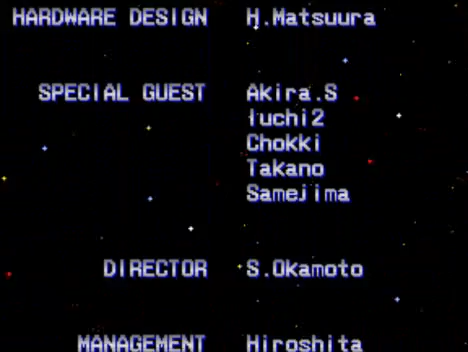 HARDWARE DESIGN H.Matsuura
SPECIAL GUEST Akira.S
Iuchi2
Chokki
Takano
Samejima
DIRECTOR S.Okamoto
MANAGEMENT Hiroshita